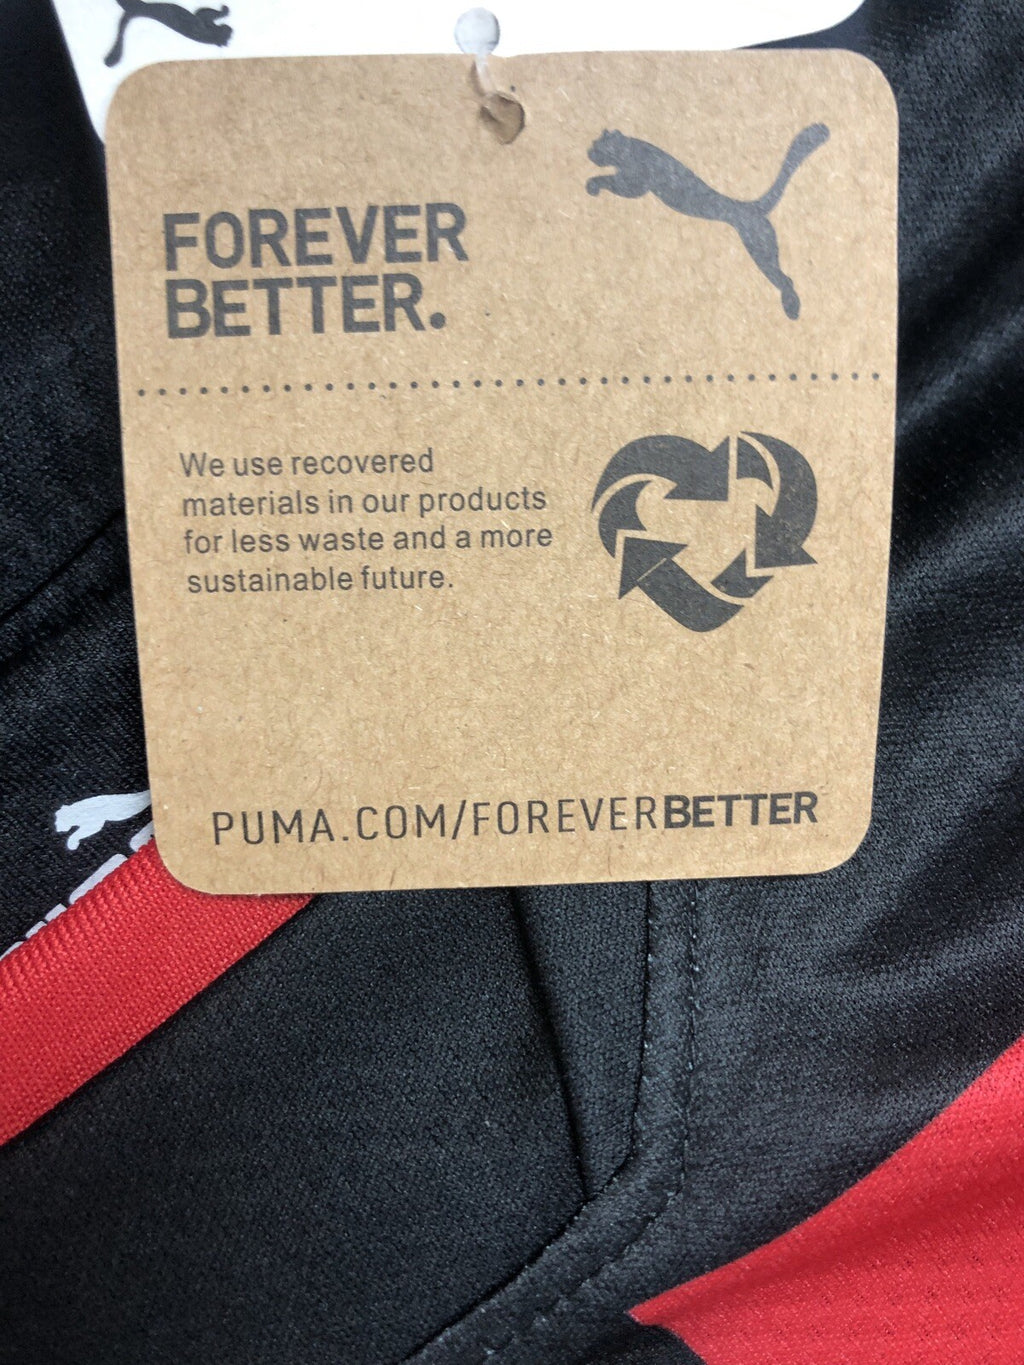 FOREVER
BETTER.
We use recovered
materials in our products
for less waste and a more
sustainable future.
PUMA.COM/FOREVERBETTER